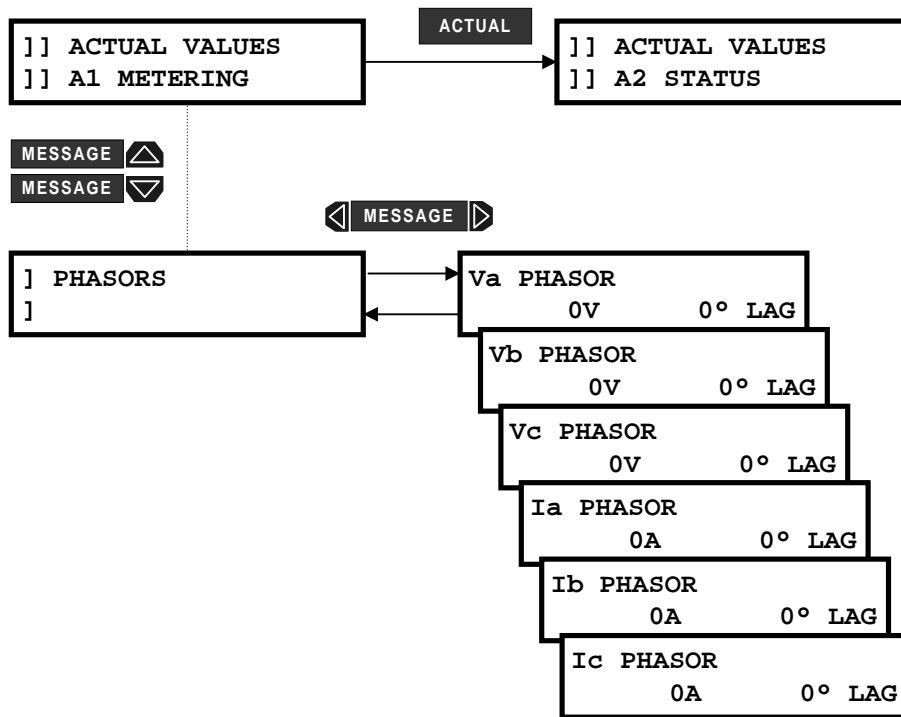 ACTUAL
]] ACTUAL VALUES
]] A1 METERING
]] ACTUAL VALUES
]] A2 STATUS
MESSAGE
MESSAGE
MESSAGE
] PHASORS
]
Va PHASOR
0V 0° LAG
Vb PHASOR
0V 0° LAG
Vc PHASOR
0V 0° LAG
Ia PHASOR
0A 0° LAG
Ib PHASOR
0A 0° LAG
Ic PHASOR
0A 0° LAG